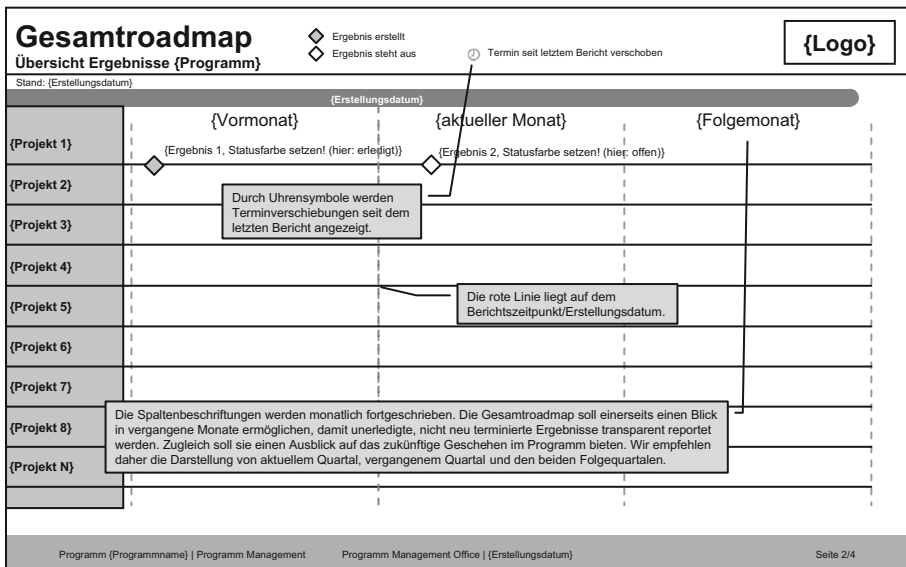 Gesamtroadmap
Übersicht Ergebnisse {Programm}
Ergebnis erstellt
Ergebnis steht aus
Termin seit letztem Bericht verschoben
{Logo}
Stand: {Erstellungsdatum}
{Erstellungsdatum}
{Vormonat}
{aktueller Monat}
{Folgemonat}
{Projekt 1}
{Ergebnis 1, Statusfarbe setzen! (hier: erledigt)}
{Ergebnis 2, Statusfarbe setzen! (hier: offen)}
{Projekt 2}
Durch Uhrensymbole werden
Terminverschiebungen seit dem
letzten Bericht angezeigt.
{Projekt 3}
{Projekt 4}
Die rote Linie liegt auf dem
Berichtszeitpunkt/Erstellungsdatum.
{Projekt 5}
{Projekt 6}
{Projekt 7}
Die Spaltenbeschriftungen werden monatlich fortgeschrieben. Die Gesamtroadmap soll einerseits einen Blick
in vergangene Monate ermöglichen, damit unerledigte, nicht neu terminierte Ergebnisse transparent reportet
werden. Zugleich soll sie einen Ausblick auf das zukünftige Geschehen im Programm bieten. Wir empfehlen
daher die Darstellung von aktuellem Quartal, vergangenem Quartal und den beiden Folgequartalen.
{Projekt 8}
{Projekt N}
Programm {Programmname} | Programm Management
Programm Management Office | {Erstellungsdatum}
Seite 2/4